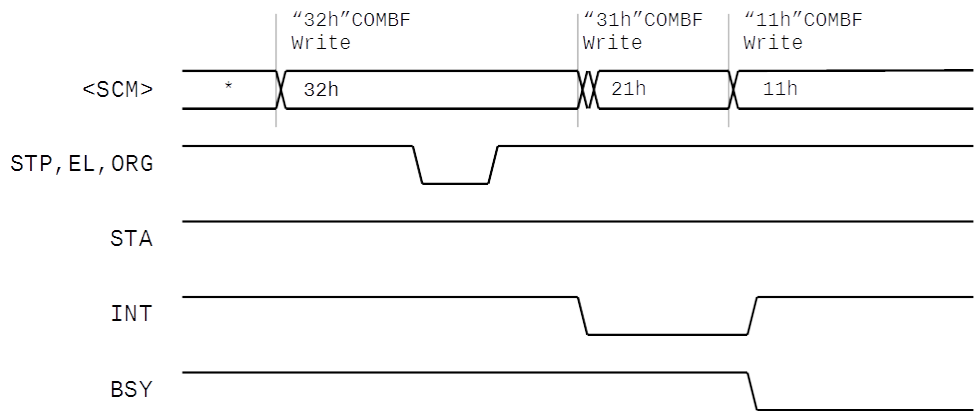 “32h”COMBF “31h”COMBF “11h”COMBF
Write Write Write
<SCM> * 32h 21h 11h
STP,EL,ORG
STA
INT
BSY